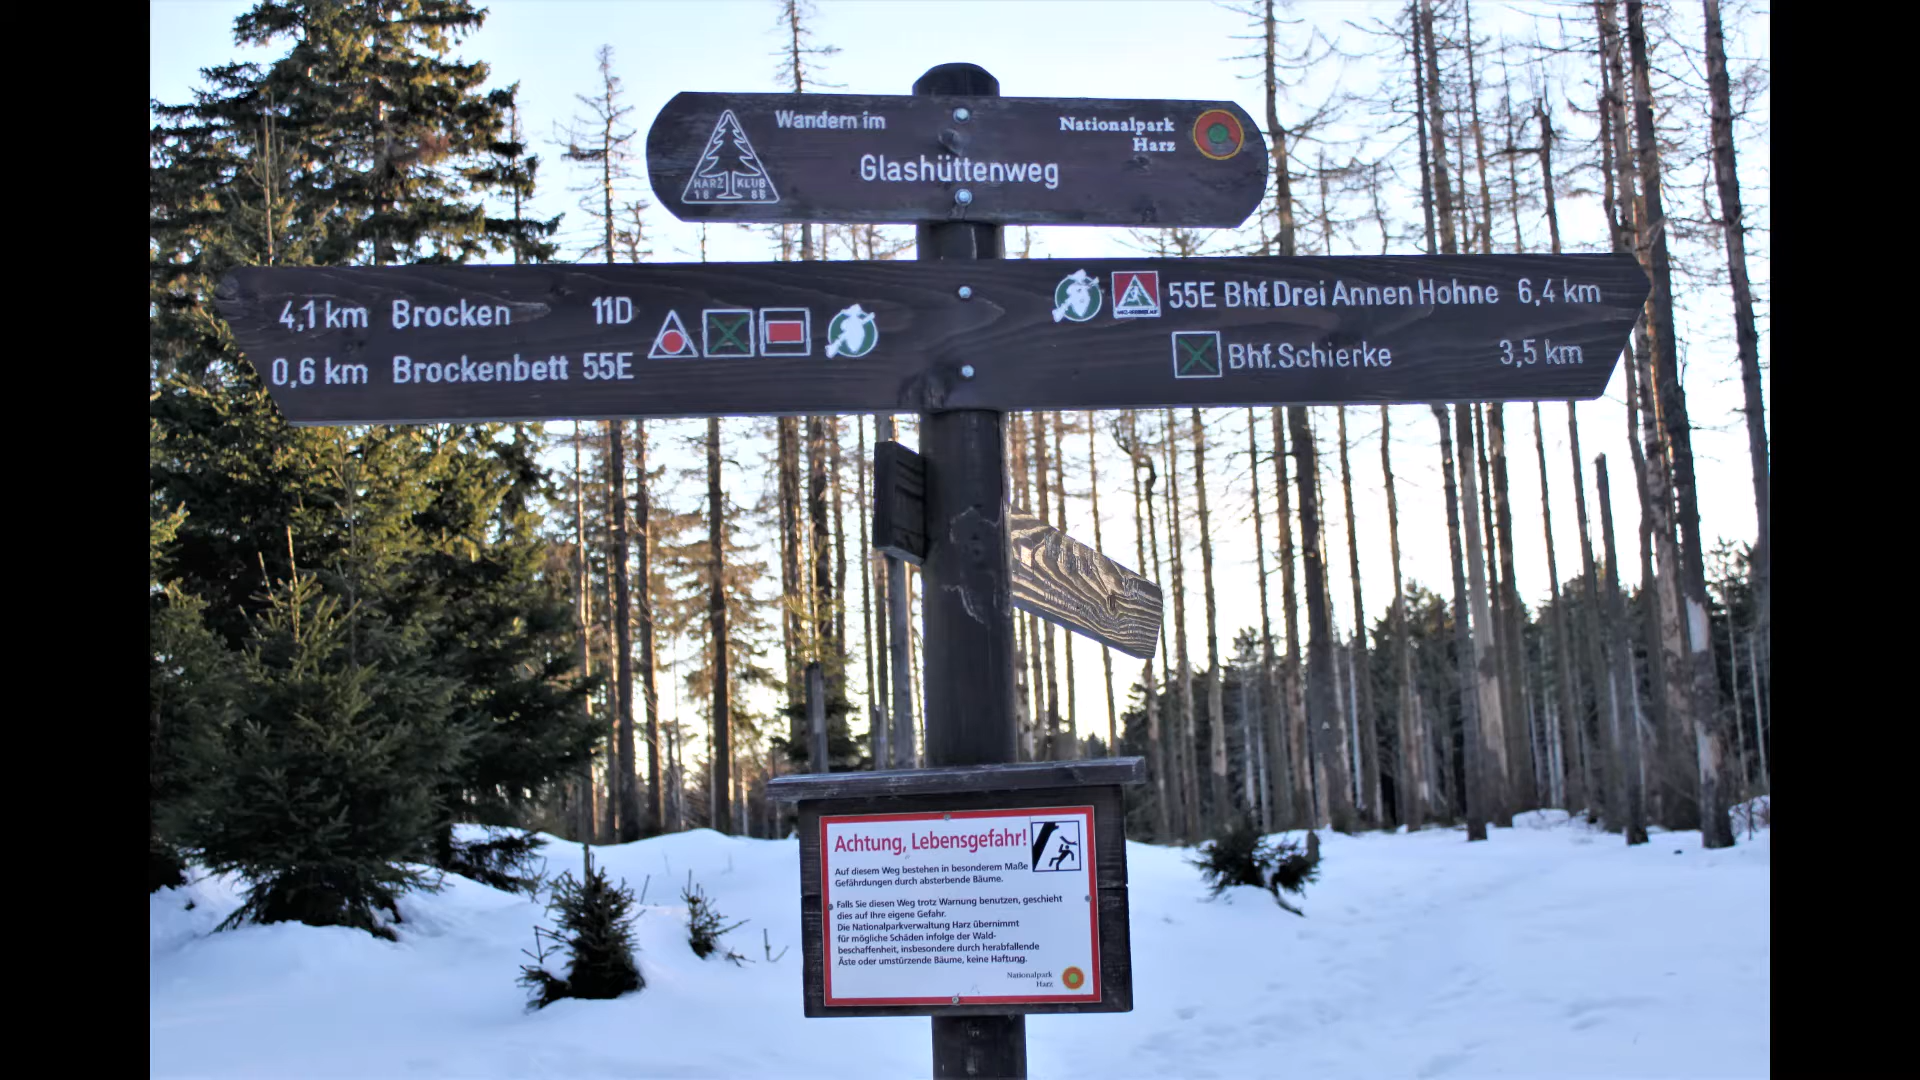 Wandern im
Nationalpark
Harz
Glashüttenweg
HARZ KLUB
18 86
4,1 km Brocken 11D
0,6 km Brockenbett 55E
55E Bhf.Drei Annen Hohne 6,4 km
Bhf.Schierke 3,5 km
Achtung, Lebensgefahr!
Auf diesem Weg bestehen in besonderem Maße
Gefährdungen durch absterbende Bäume.
Falls Sie diesen Weg trotz Warnung benutzen, geschieht
dies auf Ihre eigene Gefahr.
Die Nationalparkverwaltung Harz übernimmt
für mögliche Schäden infolge der Wald-
beschaffenheit, insbesondere durch herabfallende
Äste oder umstürzende Bäume, keine Haftung.
Nationalpark
Harz